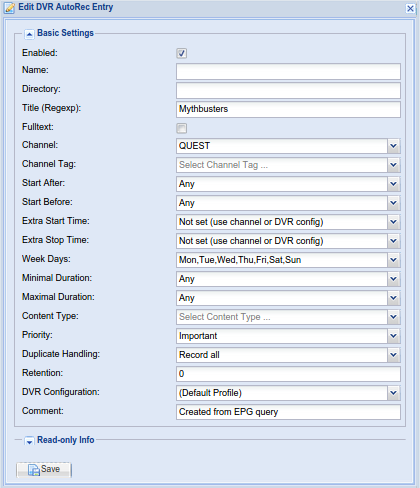 Edit DVR AutoRec Entry
Basic Settings
Enabled:
Name:
Directory:
Title (Regexp): Mythbusters
Fulltext:
Channel: QUEST
Channel Tag: Select Channel Tag ...
Start After: Any
Start Before: Any
Extra Start Time: Not set (use channel or DVR config)
Extra Stop Time: Not set (use channel or DVR config)
Week Days: Mon,Tue,Wed,Thu,Fri,Sat,Sun
Minimal Duration: Any
Maximal Duration: Any
Content Type: Select Content Type ...
Priority: Important
Duplicate Handling: Record all
Retention: 0
DVR Configuration: (Default Profile)
Comment: Created from EPG query
Read-only Info
Save